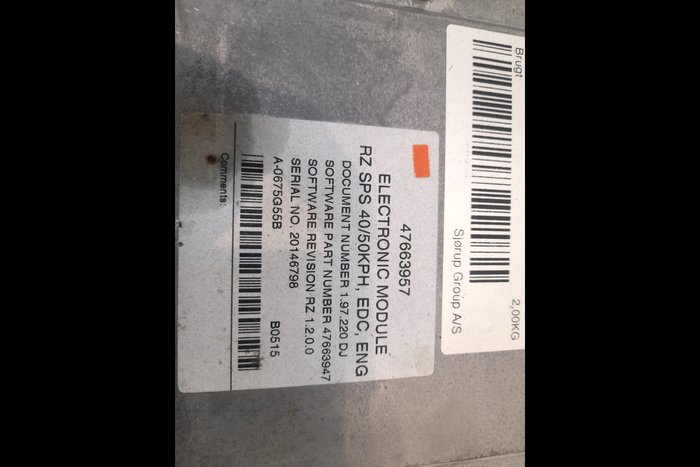 Brugt
2,00KG
Sjørup Group A/S
47663957
ELECTRONIC MODULE
RZ SPS 40/50KPH, EDC, ENG
DOCUMENT NUMBER 1.97.220 DJ
SOFTWARE PART NUMBER 47663947
SOFTWARE REVISION RZ 1.2.0.0
SERIAL NO. 20146798
A-0675G55B B0515
Comments: